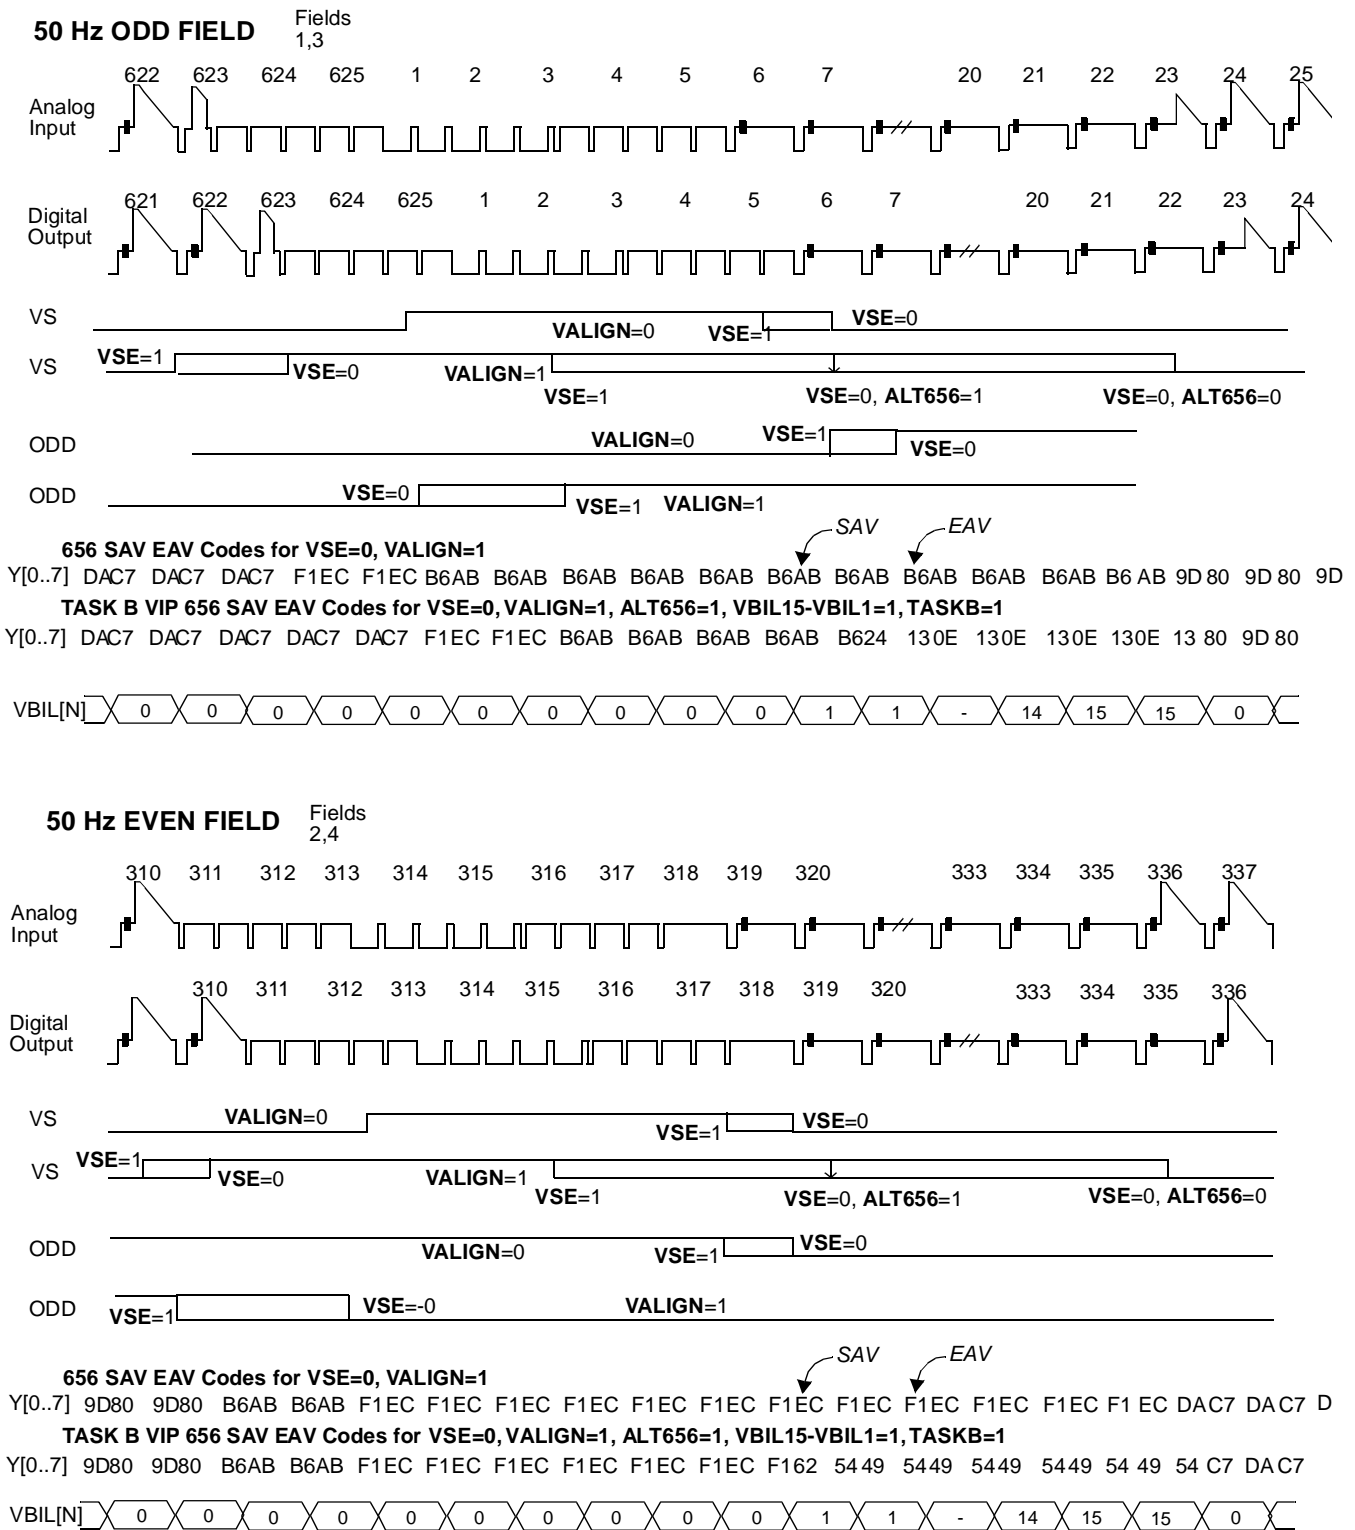 50 Hz ODD FIELD Fields
1,3
622 623 624 625 1 2 3 4 5 6 7 20 21 22 23 24 25
Analog
Input
621 622 623 624 625 1 2 3 4 5 6 7 20 21 22 23 24
Digital
Output
VS VALIGN=0 VSE=1 VSE=0
VS VSE=1 VSE=0 VALIGN=1 VSE=1 VSE=0, ALT656=1 VSE=0, ALT656=0
ODD VALIGN=0 VSE=1 VSE=0
ODD VSE=0 VSE=1 VALIGN=1
SAV EAV
656 SAV EAV Codes for VSE=0, VALIGN=1
Y[0..7] DAC7 DAC7 DAC7 F1EC F1EC B6AB B6AB B6AB B6AB B6AB B6AB B6AB B6AB B6AB B6AB B6 AB 9D 80 9D 80 9D
TASK B VIP 656 SAV EAV Codes for VSE=0, VALIGN=1, ALT656=1, VBIL15-VBIL1=1, TASKB=1
Y[0..7] DAC7 DAC7 DAC7 DAC7 DAC7 F1EC F1EC B6AB B6AB B6AB B6AB B624 130E 130E 130E 130E 13 80 9D 80
VBIL[N] 0 0 0 0 0 0 0 0 0 0 1 1 - 14 15 15 0
50 Hz EVEN FIELD Fields
2,4
310 311 312 313 314 315 316 317 318 319 320 333 334 335 336 337
Analog
Input
310 311 312 313 314 315 316 317 318 319 320 333 334 335 336
Digital
Output
VS VALIGN=0 VSE=1 VSE=0
VS VSE=1 VSE=0 VALIGN=1 VSE=1 VSE=0, ALT656=1 VSE=0, ALT656=0
ODD VALIGN=0 VSE=1 VSE=0
ODD VSE=1 VSE=-0 VALIGN=1
SAV EAV
656 SAV EAV Codes for VSE=0, VALIGN=1
Y[0..7] 9D80 9D80 B6AB B6AB F1EC F1EC F1EC F1EC F1EC F1EC F1EC F1EC F1EC F1EC F1EC F1 EC DAC7 DAC7 D
TASK B VIP 656 SAV EAV Codes for VSE=0, VALIGN=1, ALT656=1, VBIL15-VBIL1=1, TASKB=1
Y[0..7] 9D80 9D80 B6AB B6AB F1EC F1EC F1EC F1EC F1EC F1EC F162 5449 5449 5449 5449 54 49 54 C7 DAC7
VBIL[N] 0 0 0 0 0 0 0 0 0 0 1 1 - 14 15 15 0